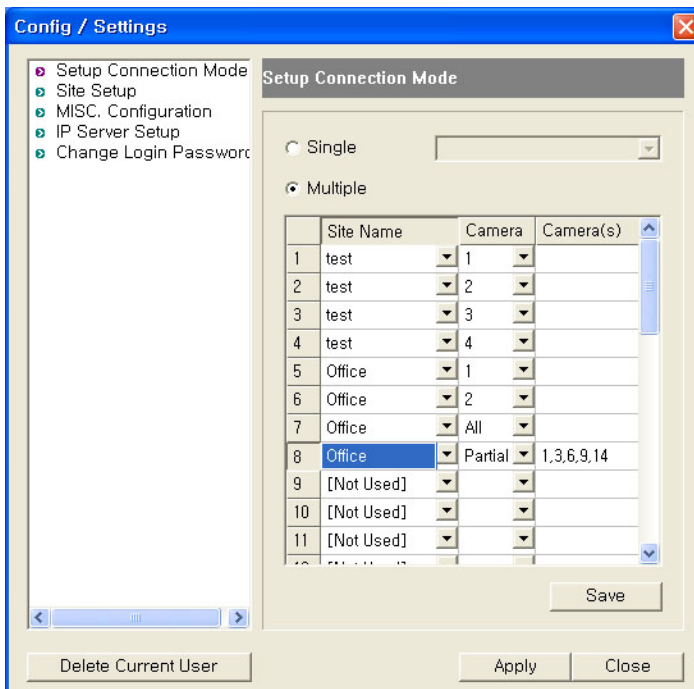 Config / Settings
Setup Connection Mode
Site Setup
MISC. Configuration
IP Server Setup
Change Login Password
Setup Connection Mode
Single
Multiple
Site Name Camera Camera(s)
1 test 1
2 test 2
3 test 3
4 test 4
5 Office 1
6 Office 2
7 Office All
8 Office Partial 1,3,6,9,14
9 [Not Used]
10 [Not Used]
11 [Not Used]
Save
Delete Current User Apply Close